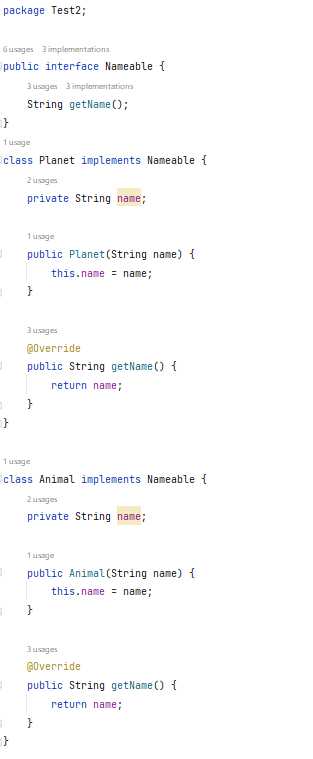 package Test2;
6 usages 3 implementations
public interface Nameable {
3 usages 3 implementations
String getName();
}
1 usage
class Planet implements Nameable {
2 usages
private String name;
1 usage
public Planet(String name) {
this.name = name;
}
3 usages
@Override
public String getName() {
return name;
}
}
1 usage
class Animal implements Nameable {
2 usages
private String name;
1 usage
public Animal(String name) {
this.name = name;
}
3 usages
@Override
public String getName() {
return name;
}
}